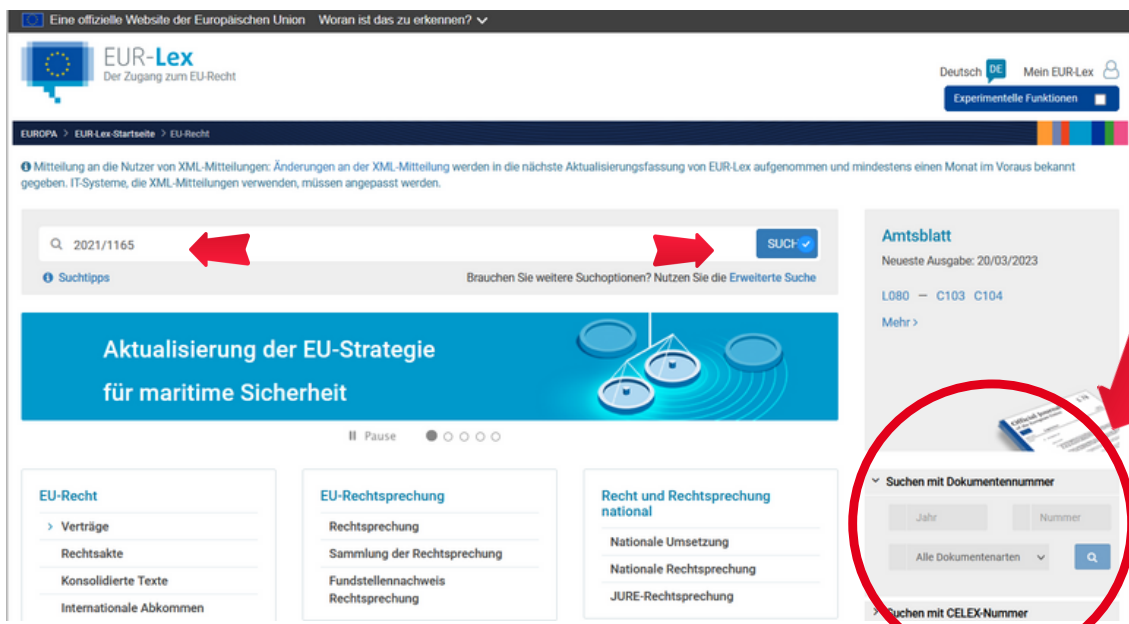 Eine offizielle Website der Europäischen Union Woran ist das zu erkennen?
EUR-Lex
Der Zugang zum EU-Recht
Deutsch DE Mein EUR-Lex
Experimentelle Funktionen
EUROPA > EUR-Lex-Startseite > EU-Recht
Mitteilung an die Nutzer von XML-Mitteilungen: Änderungen an der XML-Mitteilung werden in die nächste Aktualisierungsfassung von EUR-Lex aufgenommen und mindestens einen Monat im Voraus bekannt
gegeben. IT-Systeme, die XML-Mitteilungen verwenden, müssen angepasst werden.
2021/1165
SUCH
Suchtipps
Brauchen Sie weitere Suchoptionen? Nutzen Sie die Erweiterte Suche
Amtsblatt
Neueste Ausgabe: 20/03/2023
L080 – C103 C104
Mehr >
Aktualisierung der EU-Strategie
für maritime Sicherheit
Pause
Official Journal
EU-Recht
> Verträge
Rechtsakte
Konsolidierte Texte
Internationale Abkommen
EU-Rechtsprechung
Rechtsprechung
Sammlung der Rechtsprechung
Fundstellennachweis
Rechtsprechung
Recht und Rechtsprechung
national
Nationale Umsetzung
Nationale Rechtsprechung
JURE-Rechtsprechung
Suchen mit Dokumentennummer
Jahr Nummer
Alle Dokumentenarten
Suchen mit CELEX-Nummer